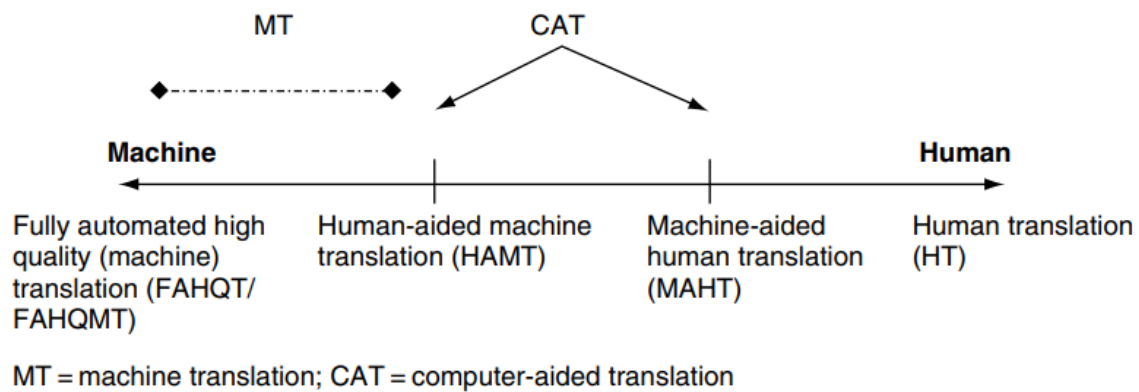 MT CAT
Machine Human
Fully automated high
quality (machine)
translation (FAHQT/
FAHQMT)
Human-aided machine
translation (HAMT)
Machine-aided
human translation
(MAHT)
Human translation
(HT)
MT = machine translation; CAT = computer-aided translation